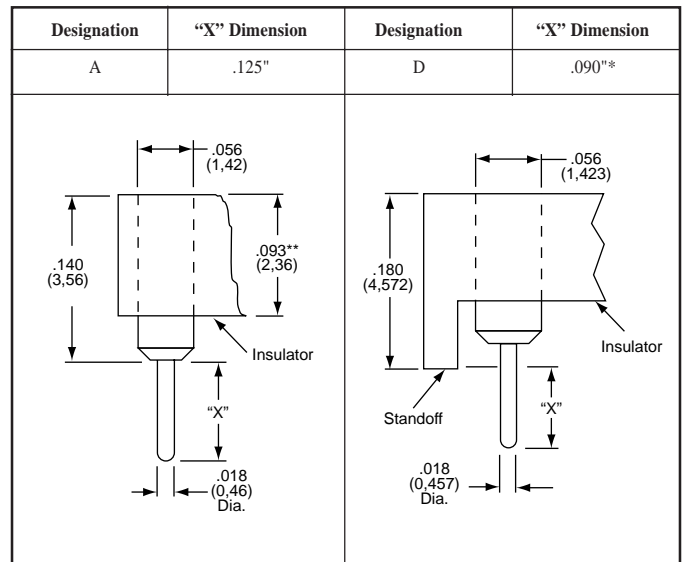 Designation “X” Dimension Designation “X” Dimension
A .125" D .090"*
.056
(1,42)
.140
(3,56)
.093**
(2,36)
Insulator
“X”
.018
(0,46)
Dia.
.056
(1,423)
.180
(4,572)
Insulator
Standoff
“X”
.018
(0,457)
Dia.